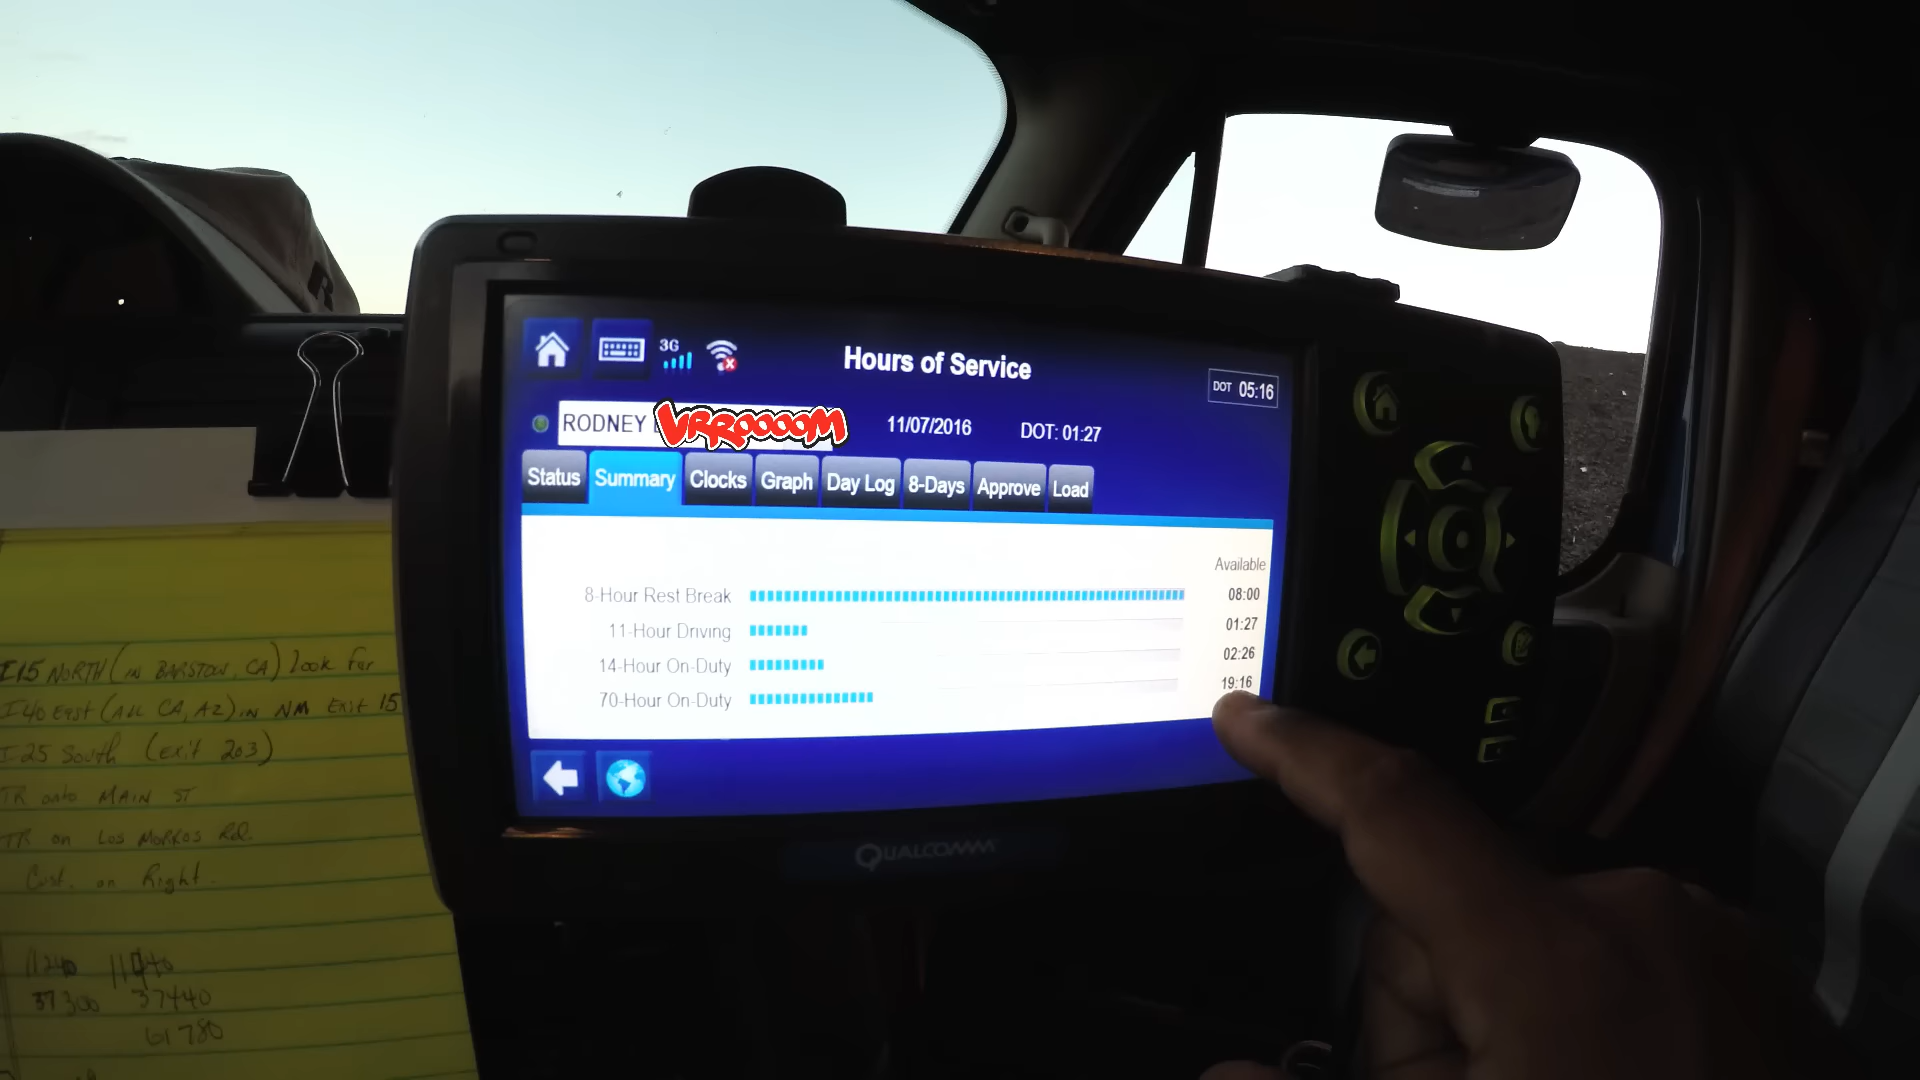 3G
Hours of Service
DOT 05:16
RODNEY VRROOOOM 11/07/2016 DOT: 01:27
Status Summary Clocks Graph Day Log 8-Days Approve Load
Available
8-Hour Rest Break 08:00
11-Hour Driving 01:27
14-Hour On-Duty 02:26
70-Hour On-Duty 19:16
QUALCOMM
I15 NORTH (IN BARSTOW, CA) Look For
I40 East (ALL CA, AZ) IN NM Exit 15
I-25 South (exit 203)
TR onto MAIN ST
TR on Los Morros Rd.
Cust. on Right
11240
37300 37440
61780